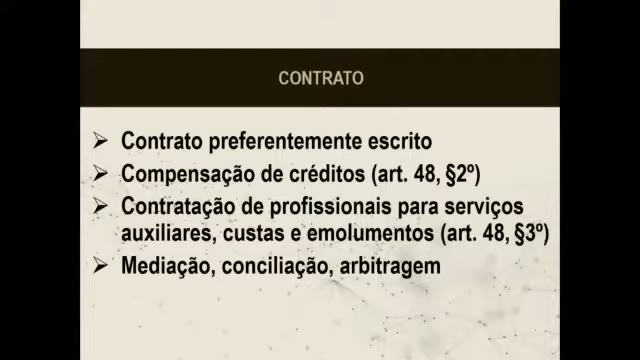 CONTRATO
➢ Contrato preferentemente escrito
➢ Compensação de créditos (art. 48, §2º)
➢ Contratação de profissionais para serviços
auxiliares, custas e emolumentos (art. 48, §3º)
➢ Mediação, conciliação, arbitragem